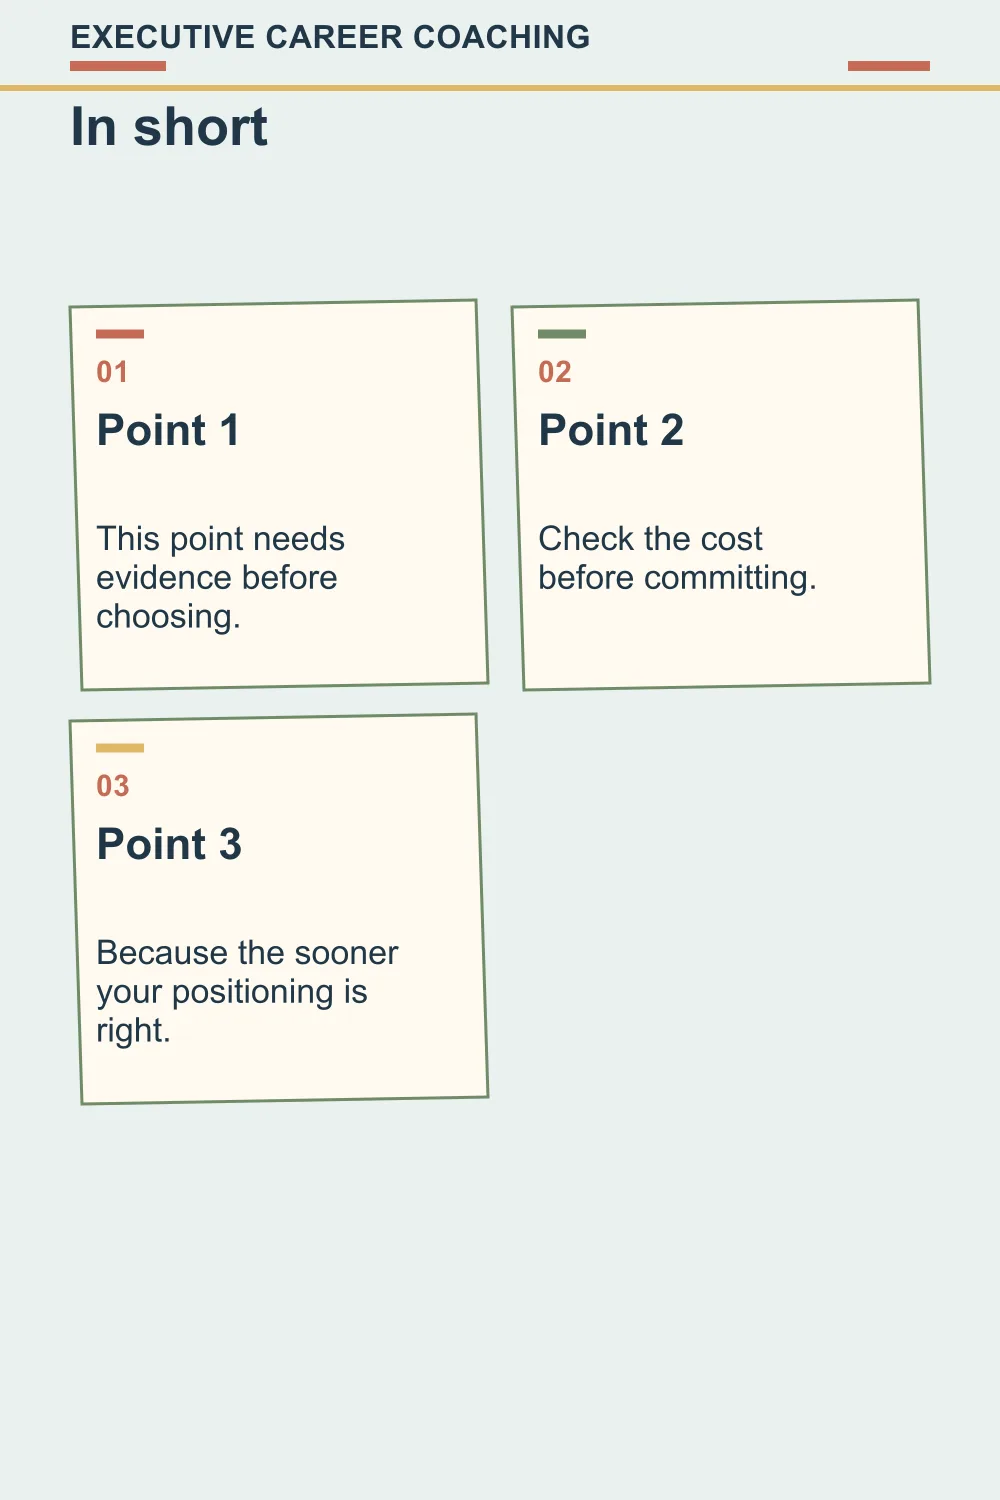 EXECUTIVE CAREER COACHING
In short
01
Point 1
This point needs
evidence before
choosing.
02
Point 2
Check the cost
before committing.
03
Point 3
Because the sooner
your positioning is
right.